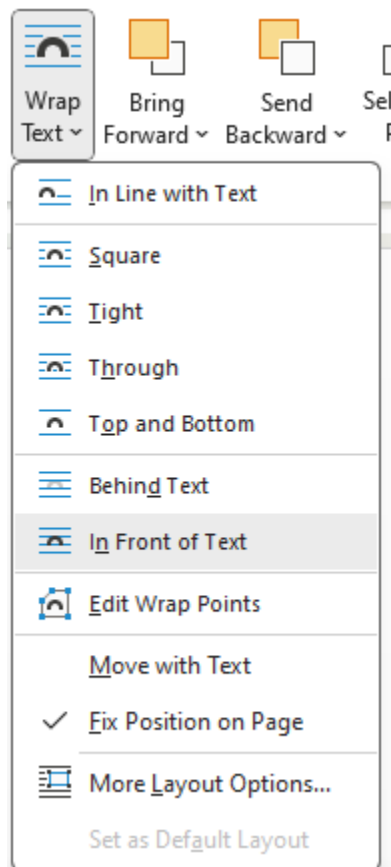 Wrap Bring Send Sel
Text Forward Backward P
In Line with Text
Square
Tight
Through
Top and Bottom
Behind Text
In Front of Text
Edit Wrap Points
Move with Text
Fix Position on Page
More Layout Options...
Set as Default Layout